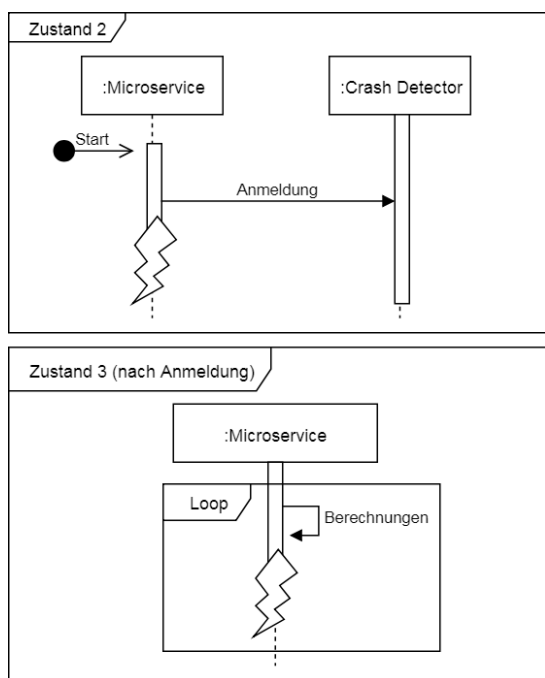 Zustand 2
:Microservice
:Crash Detector
Start
Anmeldung
Zustand 3 (nach Anmeldung)
:Microservice
Loop
Berechnungen